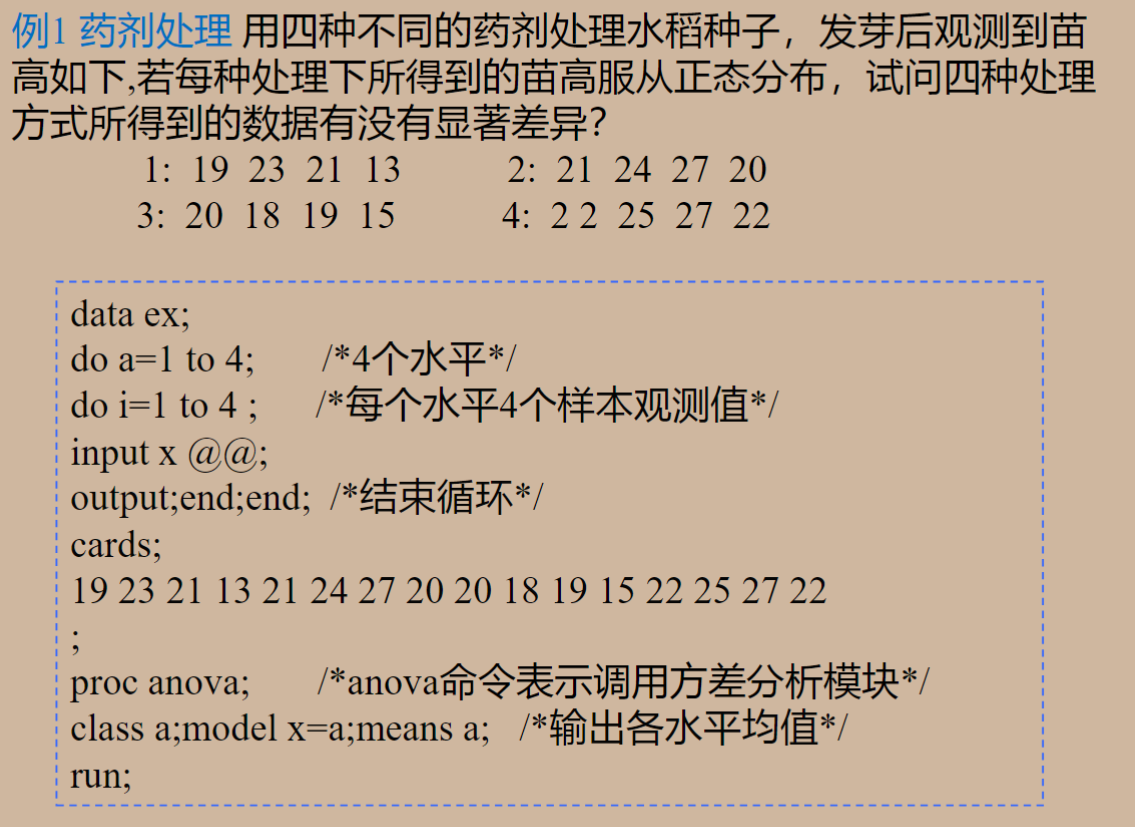 例1 药剂处理 用四种不同的药剂处理水稻种子，发芽后观测到苗
高如下,若每种处理下所得到的苗高服从正态分布，试问四种处理
方式所得到的数据有没有显著差异？
1: 19 23 21 13 2: 21 24 27 20
3: 20 18 19 15 4: 2 2 25 27 22
data ex;
do a=1 to 4; /*4个水平*/
do i=1 to 4 ; /*每个水平4个样本观测值*/
input x @@;
output;end;end; /*结束循环*/
cards;
19 23 21 13 21 24 27 20 20 18 19 15 22 25 27 22
;
proc anova; /*anova命令表示调用方差分析模块*/
class a;model x=a;means a; /*输出各水平均值*/
run;